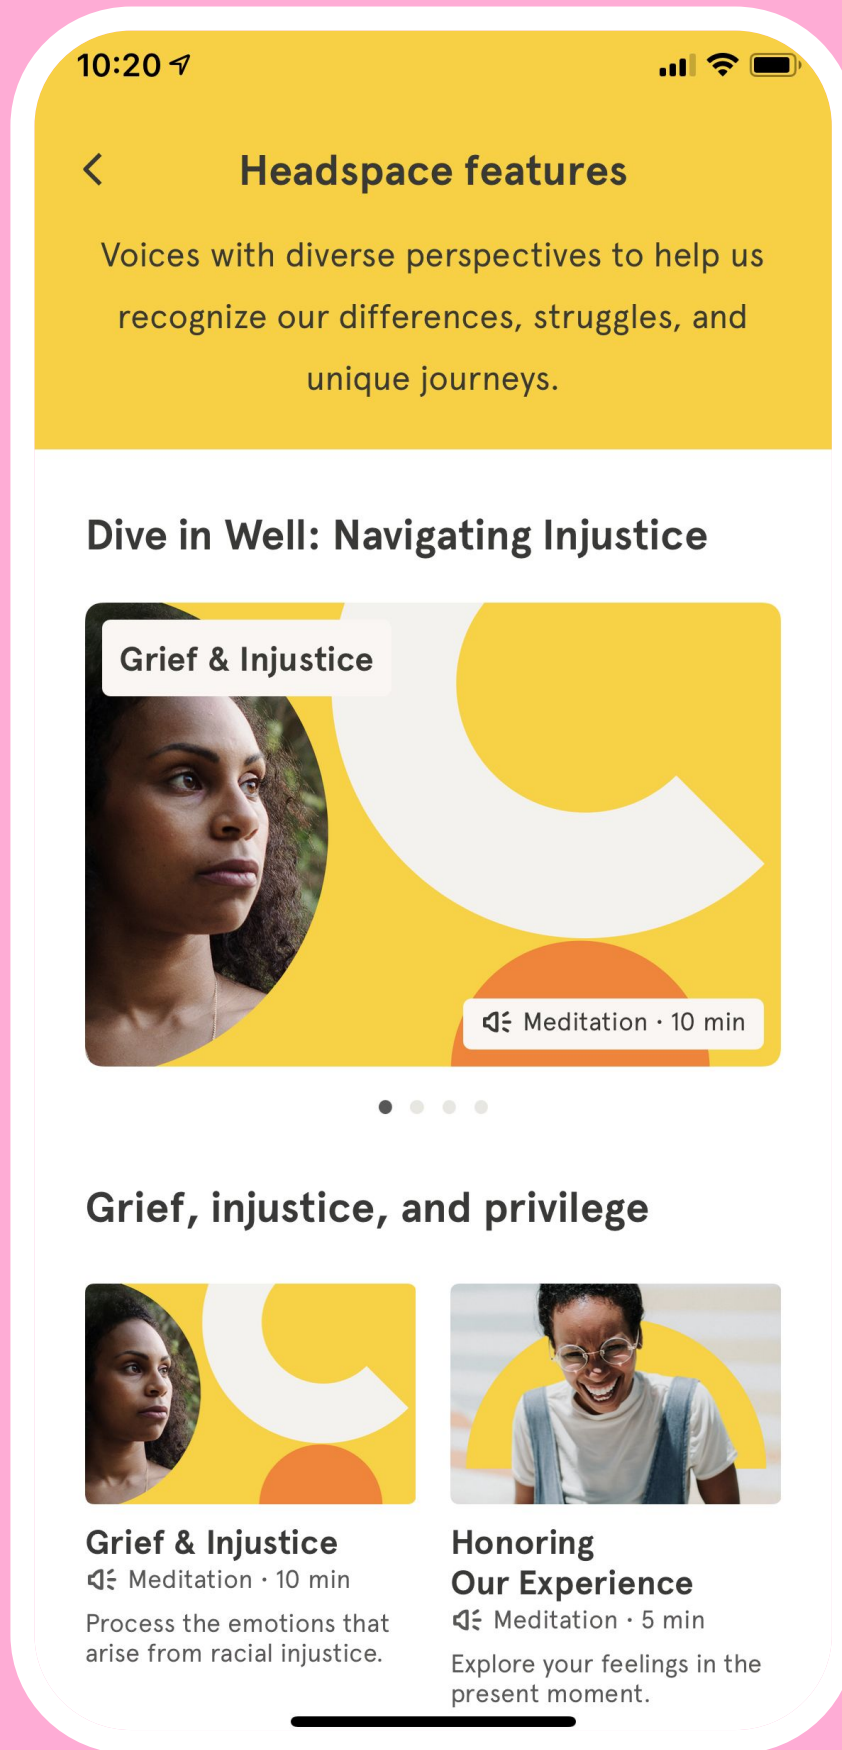 10:20
Headspace features
Voices with diverse perspectives to help us
recognize our differences, struggles, and
unique journeys.
Dive in Well: Navigating Injustice
Grief & Injustice
Meditation · 10 min
Grief, injustice, and privilege
Grief & Injustice
Meditation · 10 min
Process the emotions that
arise from racial injustice.
Honoring
Our Experience
Meditation · 5 min
Explore your feelings in the
present moment.